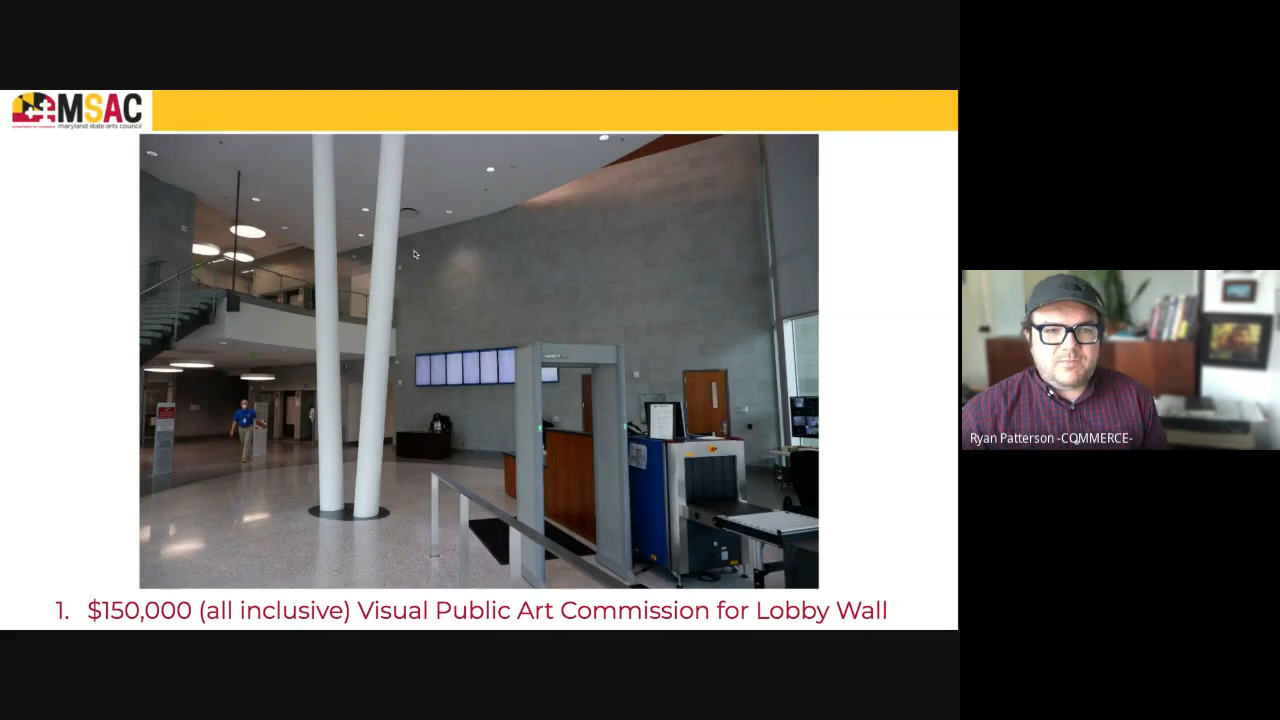 MSAC
maryland state arts council
1. $150,000 (all inclusive) Visual Public Art Commission for Lobby Wall
Ryan Patterson -COMMERCE-